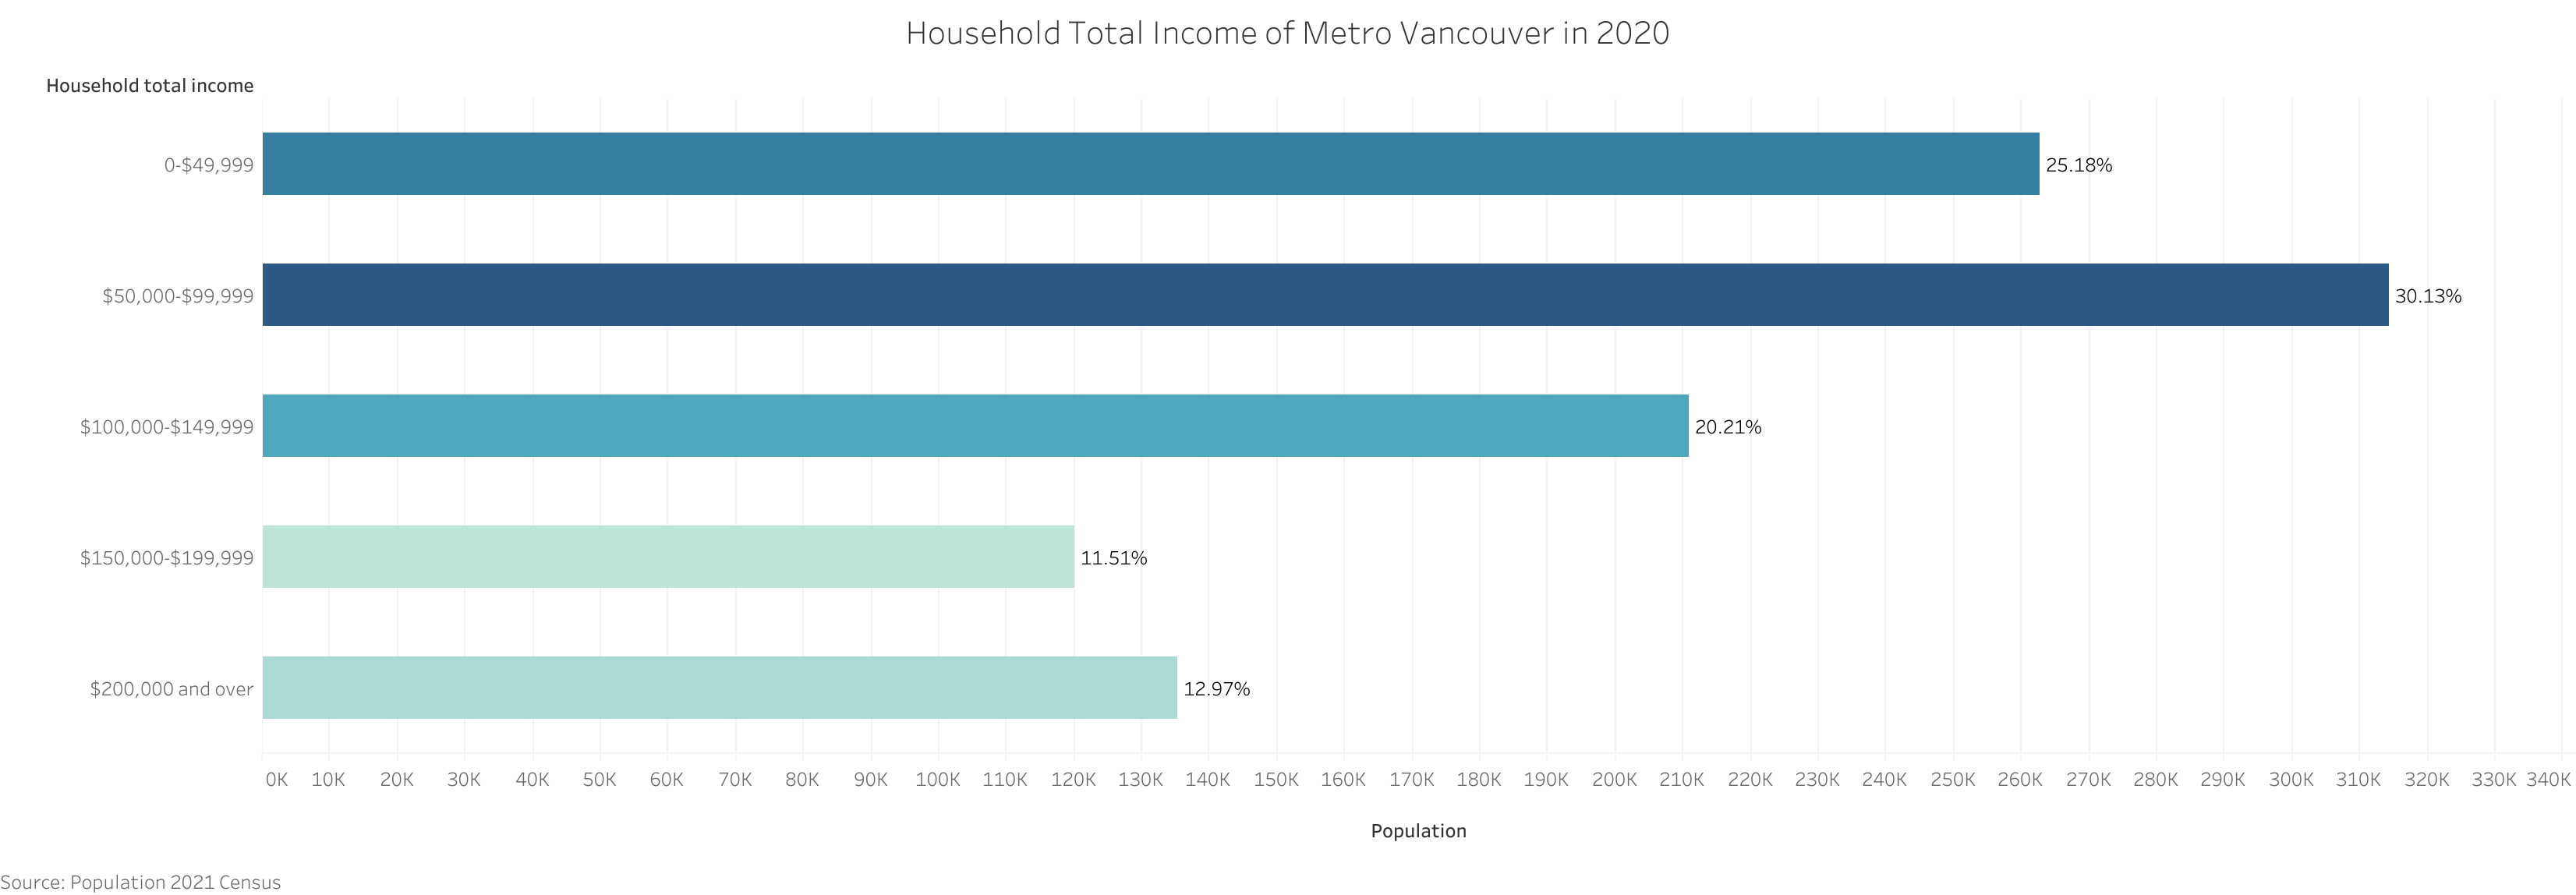 Household Total Income of Metro Vancouver in 2020
Household total income
0-$49,999
25.18%
$50,000-$99,999
30.13%
$100,000-$149,999
20.21%
$150,000-$199,999
11.51%
$200,000 and over
12.97%
0K 10K 20K 30K 40K 50K 60K 70K 80K 90K 100K 110K 120K 130K 140K 150K 160K 170K 180K 190K 200K 210K 220K 230K 240K 250K 260K 270K 280K 290K 300K 310K 320K 330K 340K
Population
Source: Population 2021 Census